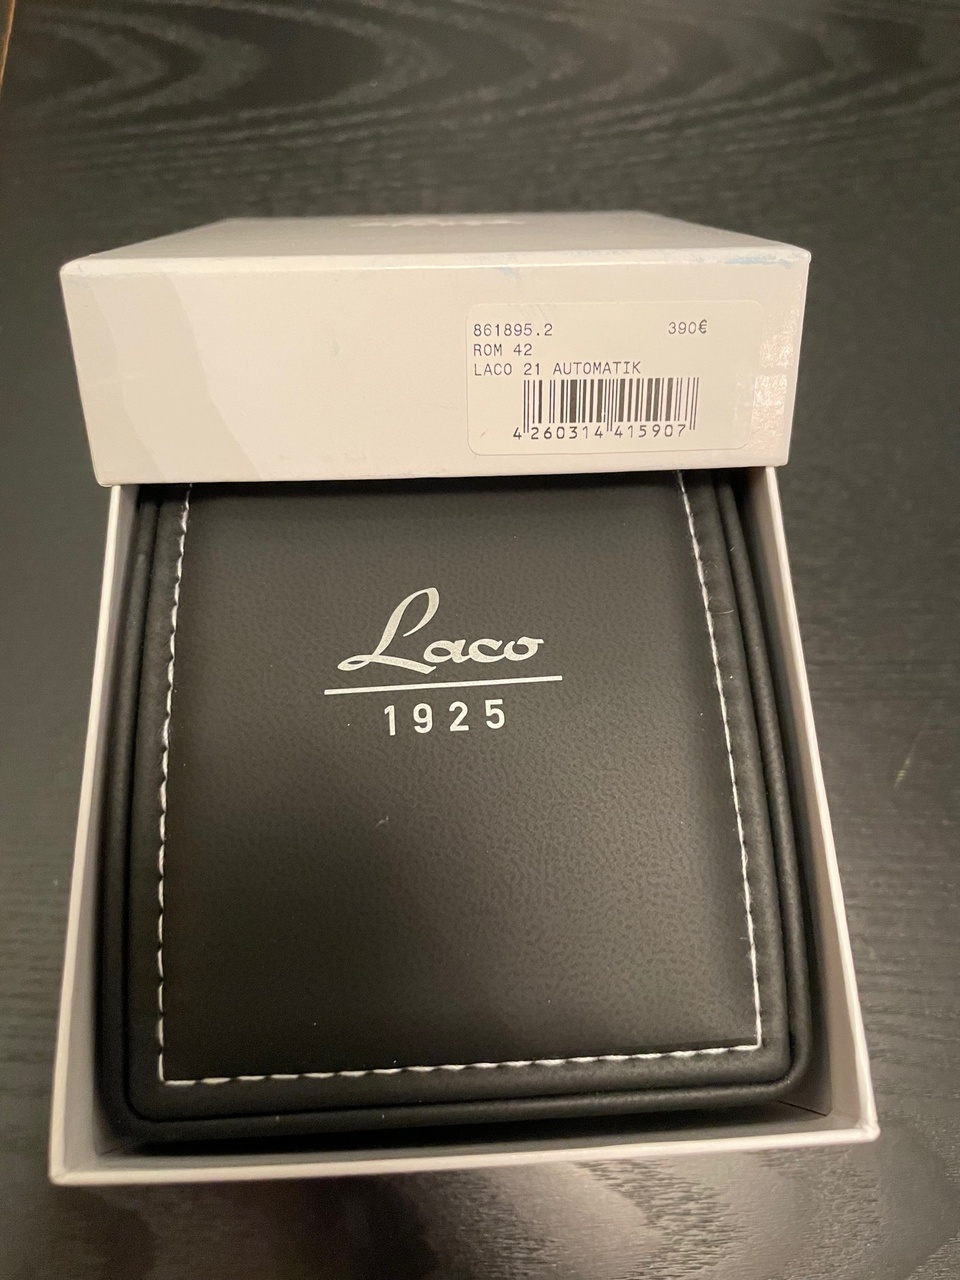 861895.2 390€
ROM 42
LACO 21 AUTOMATIK
4 260314 415907
Laco
1925